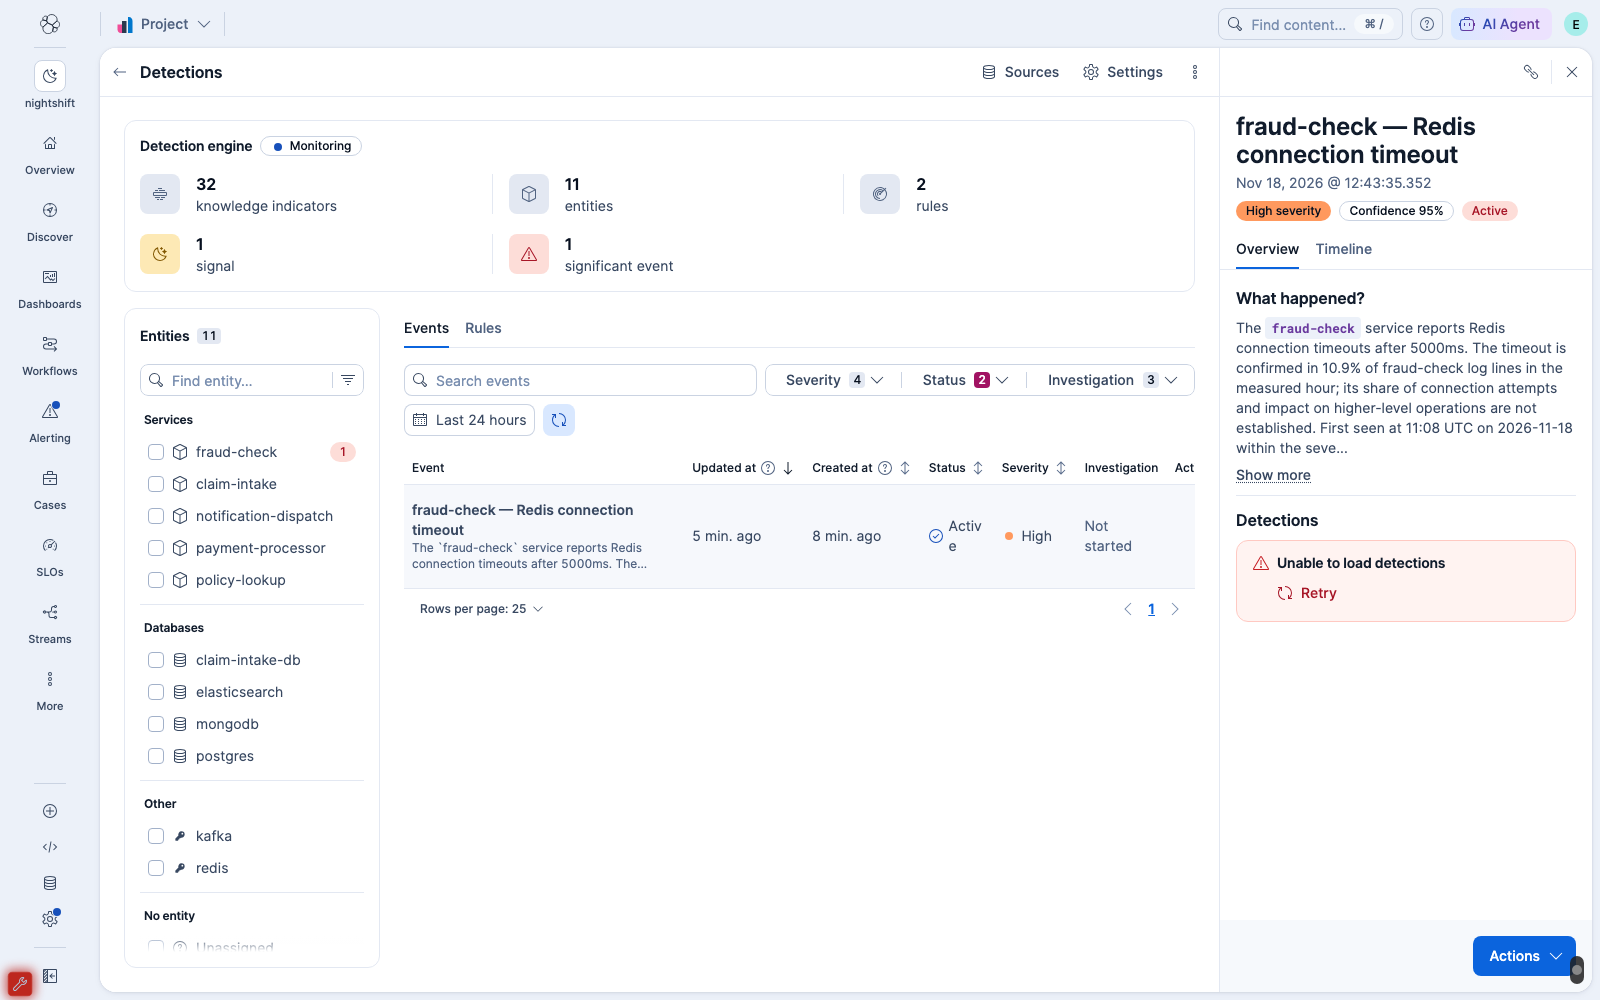 Project
Find content...
⌘ /
AI Agent
E
nightshift
Overview
Discover
Dashboards
Workflows
Alerting
Cases
SLOs
Streams
More
Detections
Sources
Settings
Detection engine
Monitoring
32
knowledge indicators
11
entities
2
rules
1
signal
1
significant event
Entities 11
Find entity...
Services
fraud-check 1
claim-intake
notification-dispatch
payment-processor
policy-lookup
Databases
claim-intake-db
elasticsearch
mongodb
postgres
Other
kafka
redis
No entity
Unassigned
Events Rules
Search events
Severity 4
Status 2
Investigation 3
Last 24 hours
Event Updated at Created at Status Severity Investigation Act
fraud-check — Redis connection
timeout
The `fraud-check` service reports Redis
connection timeouts after 5000ms. The...
5 min. ago
8 min. ago
Activ
e
High
Not
started
Rows per page: 25
1
fraud-check — Redis
connection timeout
Nov 18, 2026 @ 12:43:35.352
High severity
Confidence 95%
Active
Overview Timeline
What happened?
The fraud-check service reports Redis
connection timeouts after 5000ms. The timeout is
confirmed in 10.9% of fraud-check log lines in the
measured hour; its share of connection attempts
and impact on higher-level operations are not
established. First seen at 11:08 UTC on 2026-11-18
within the seve...
Show more
Detections
Unable to load detections
Retry
Actions